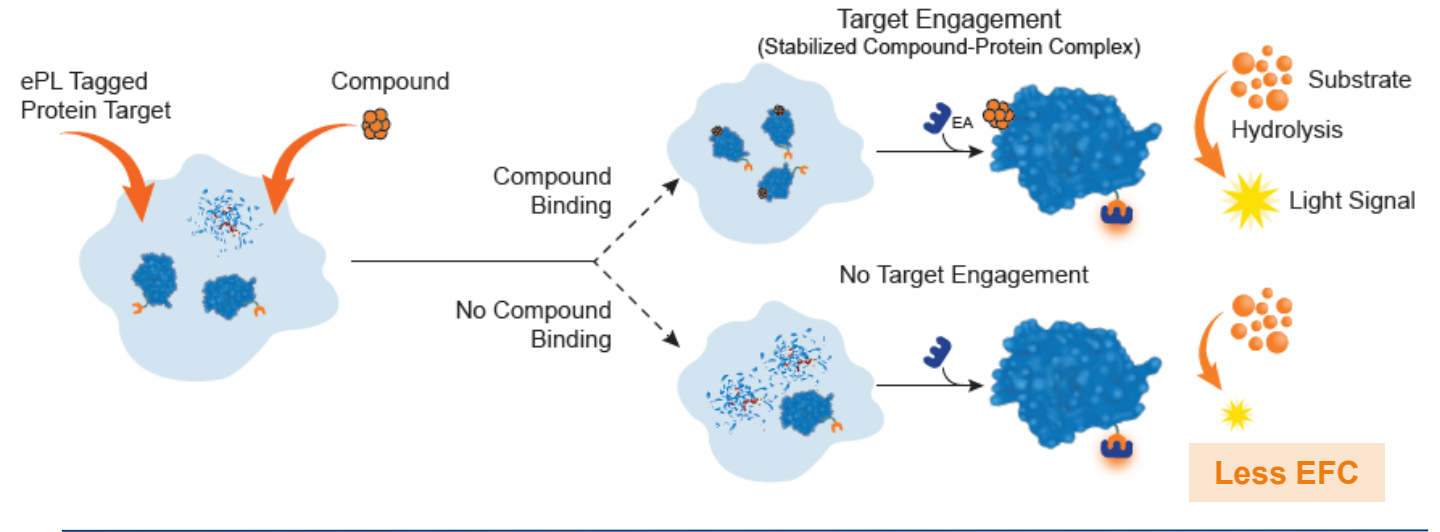 ePL Tagged
Protein Target
Compound
Compound
Binding
No Compound
Binding
Target Engagement
(Stabilized Compound-Protein Complex)
EA
Substrate
Hydrolysis
Light Signal
No Target Engagement
Less EFC